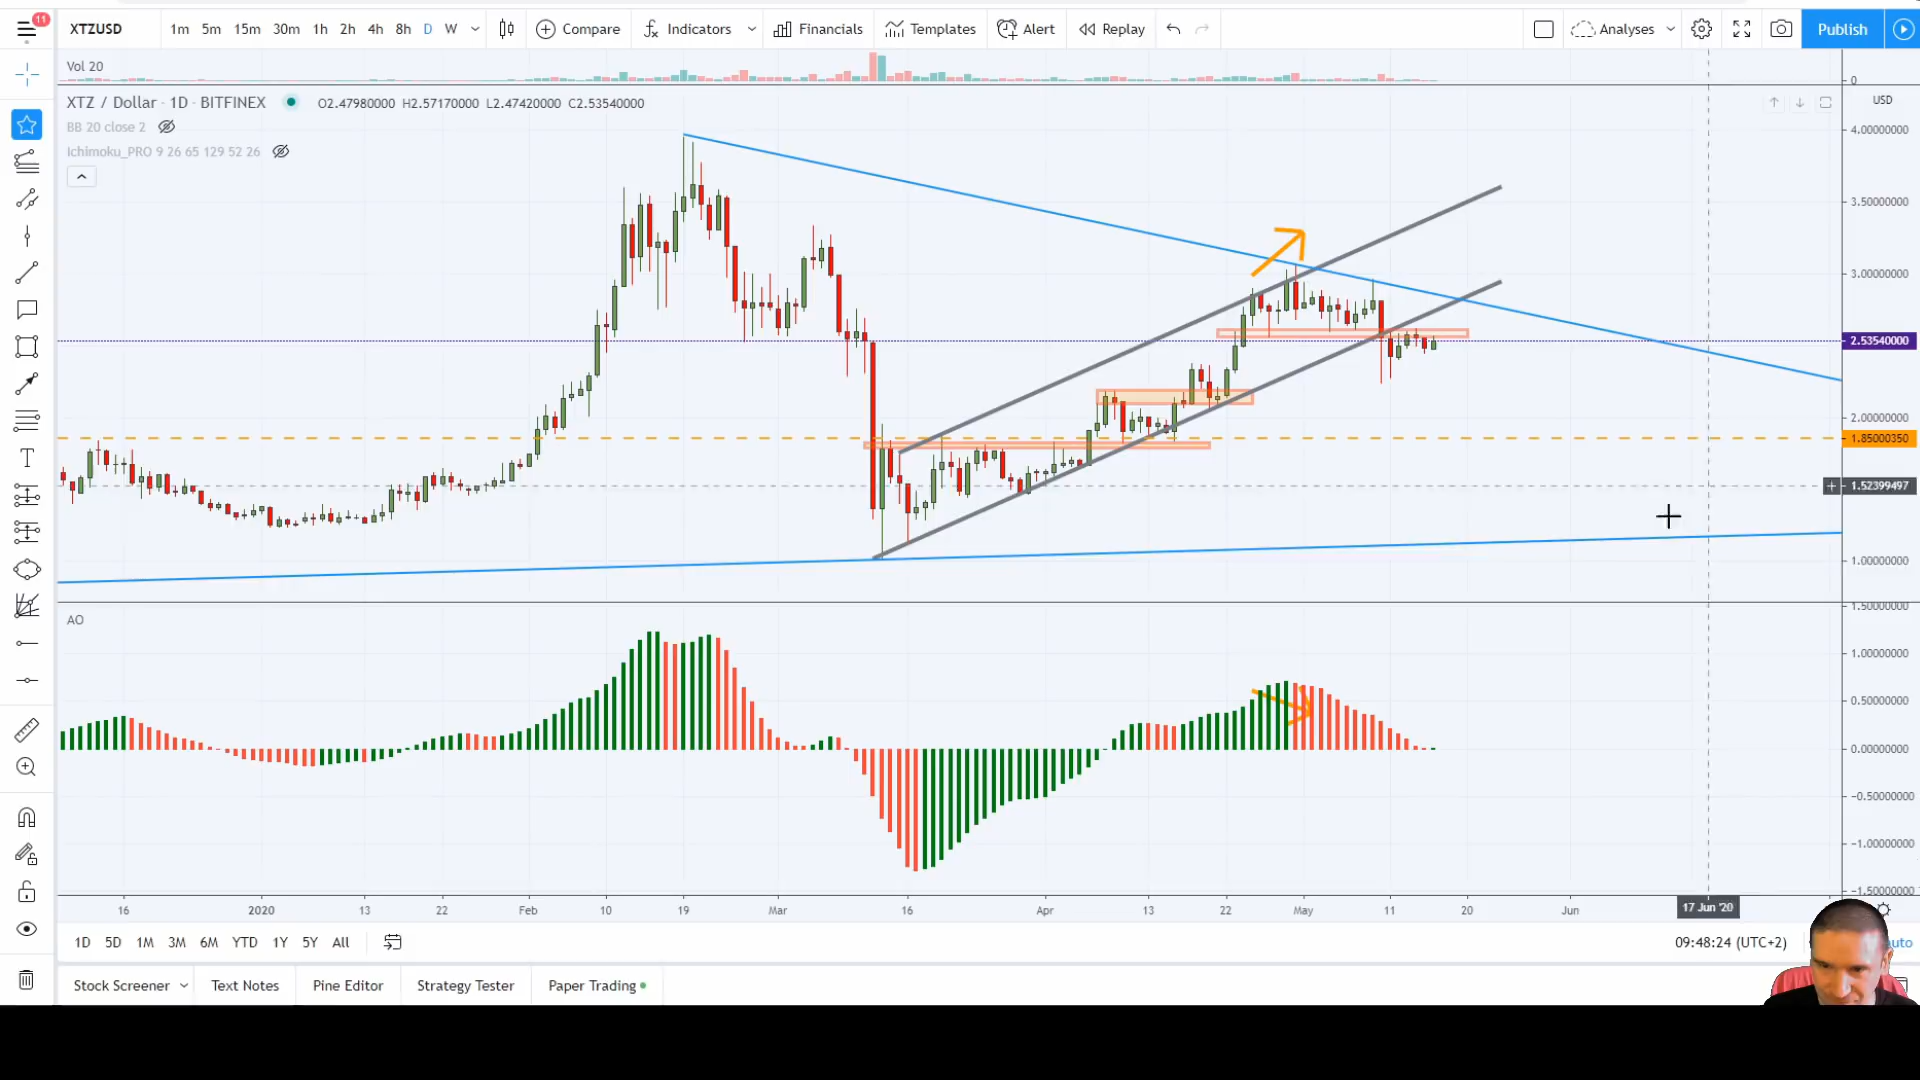 11
XTZUSD
1m 5m 15m 30m 1h 2h 4h 8h D W
Compare
Indicators
Financials
Templates
Alert
Replay
Analyses
Publish
Vol 20
0
XTZ / Dollar · 1D · BITFINEX
O2.47980000 H2.57170000 L2.47420000 C2.53540000
BB 20 close 2
Ichimoku_PRO 9 26 65 129 52 26
USD
4.00000000
3.50000000
3.00000000
2.53540000
2.00000000
1.85000350
1.52399497
1.00000000
AO
1.50000000
1.00000000
0.50000000
0.00000000
−0.50000000
−1.00000000
−1.50000000
16 2020 13 22 Feb 10 19 Mar 16 Apr 13 22 May 11 20 Jun 17 Jun '20
1D 5D 1M 3M 6M YTD 1Y 5Y All
09:48:24 (UTC+2)
auto
Stock Screener Text Notes Pine Editor Strategy Tester Paper Trading
T